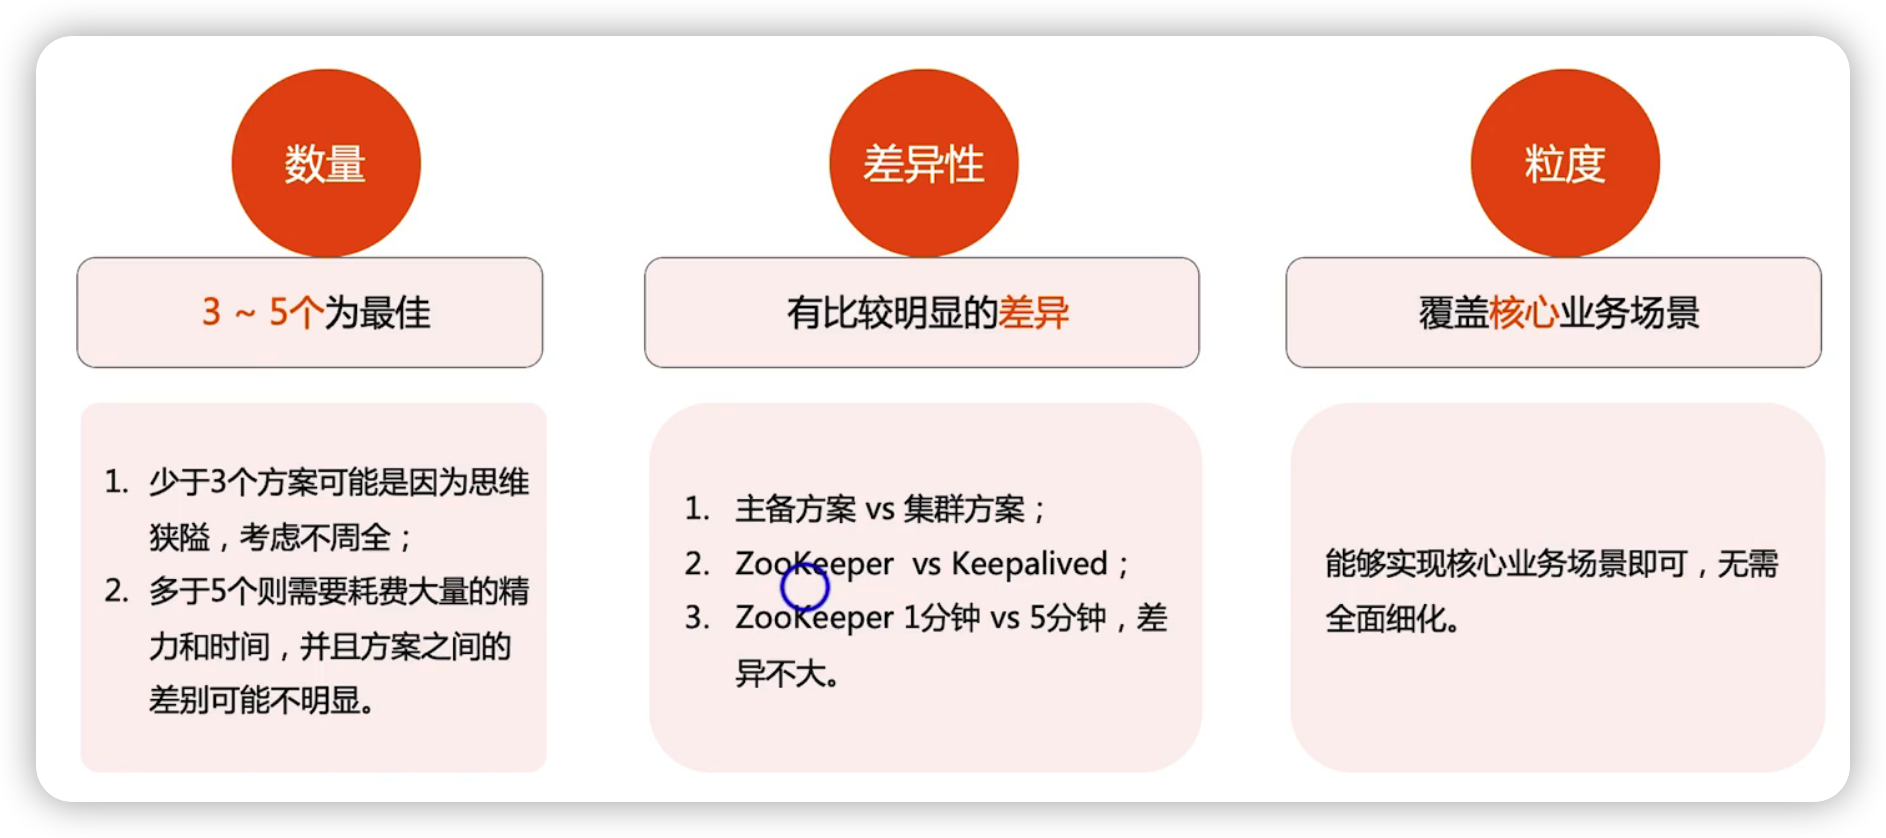 数量
3 ~ 5个为最佳
1. 少于3个方案可能是因为思维
狭隘，考虑不周全；
2. 多于5个则需要耗费大量的精
力和时间，并且方案之间的
差别可能不明显。
差异性
有比较明显的差异
1. 主备方案 vs 集群方案；
2. ZooKeeper vs Keepalived；
3. ZooKeeper 1分钟 vs 5分钟，差
异不大。
粒度
覆盖核心业务场景
能够实现核心业务场景即可，无需
全面细化。